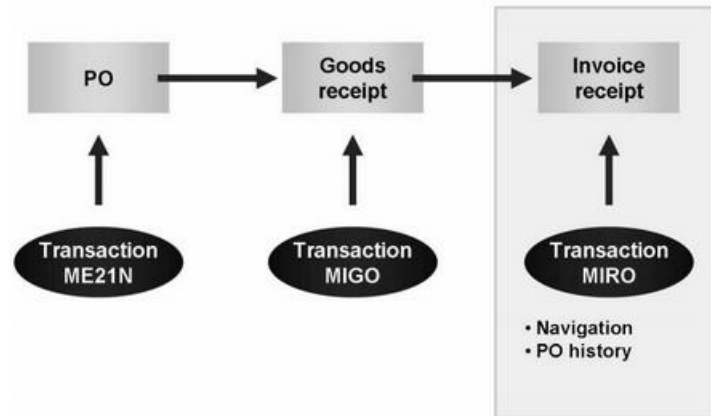 PO
Goods
receipt
Invoice
receipt
Transaction
ME21N
Transaction
MIGO
Transaction
MIRO
• Navigation
• PO history